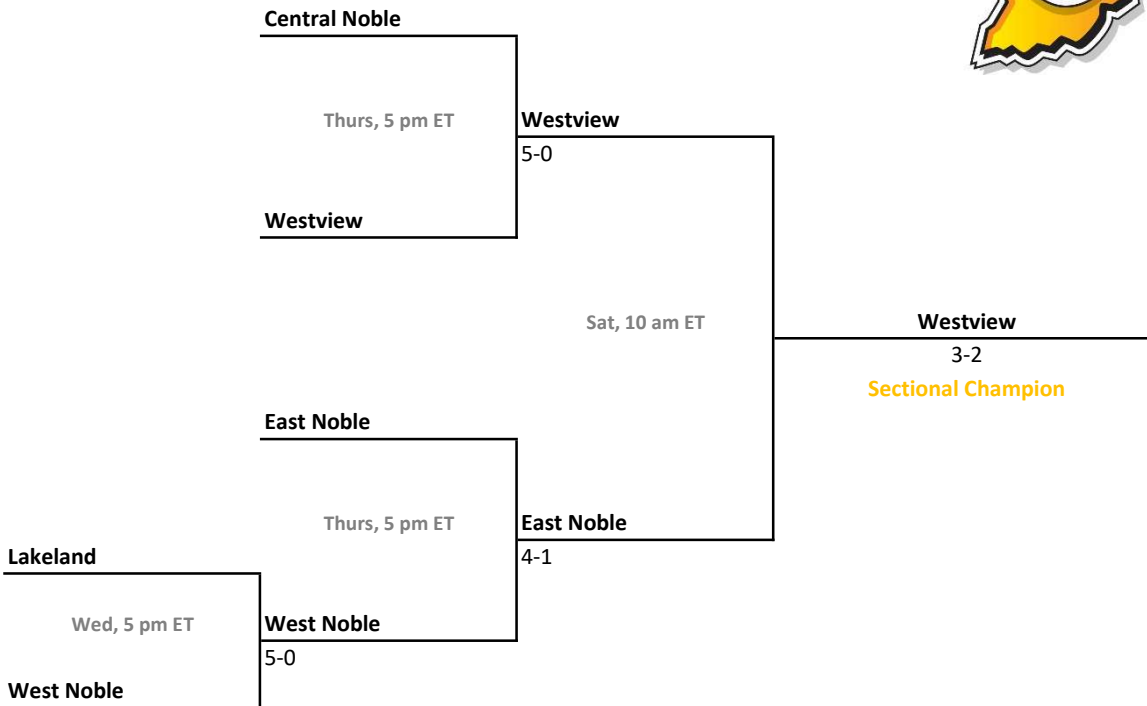 Central Noble
Thurs, 5 pm ET
Westview
5-0
Westview
Sat, 10 am ET
Westview
3-2
Sectional Champion
East Noble
Thurs, 5 pm ET
East Noble
4-1
Lakeland
Wed, 5 pm ET
West Noble
5-0
West Noble